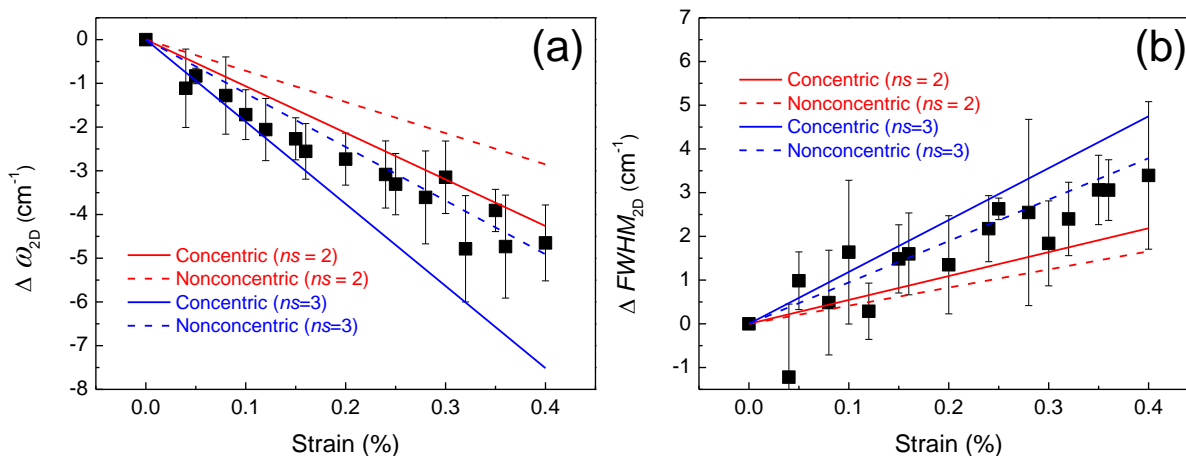 (a)
0
-1
-2
-3
-4
-5
-6
-7
-8
Δ ω2D (cm-1)
Concentric (ns = 2)
Nonconcentric (ns = 2)
Concentric (ns=3)
Nonconcentric (ns=3)
0.0 0.1 0.2 0.3 0.4
Strain (%)
(b)
7
6
5
4
3
2
1
0
-1
Δ FWHM2D (cm-1)
Concentric (ns = 2)
Nonconcentric (ns = 2)
Concentric (ns=3)
Nonconcentric (ns=3)
0.0 0.1 0.2 0.3 0.4
Strain (%)